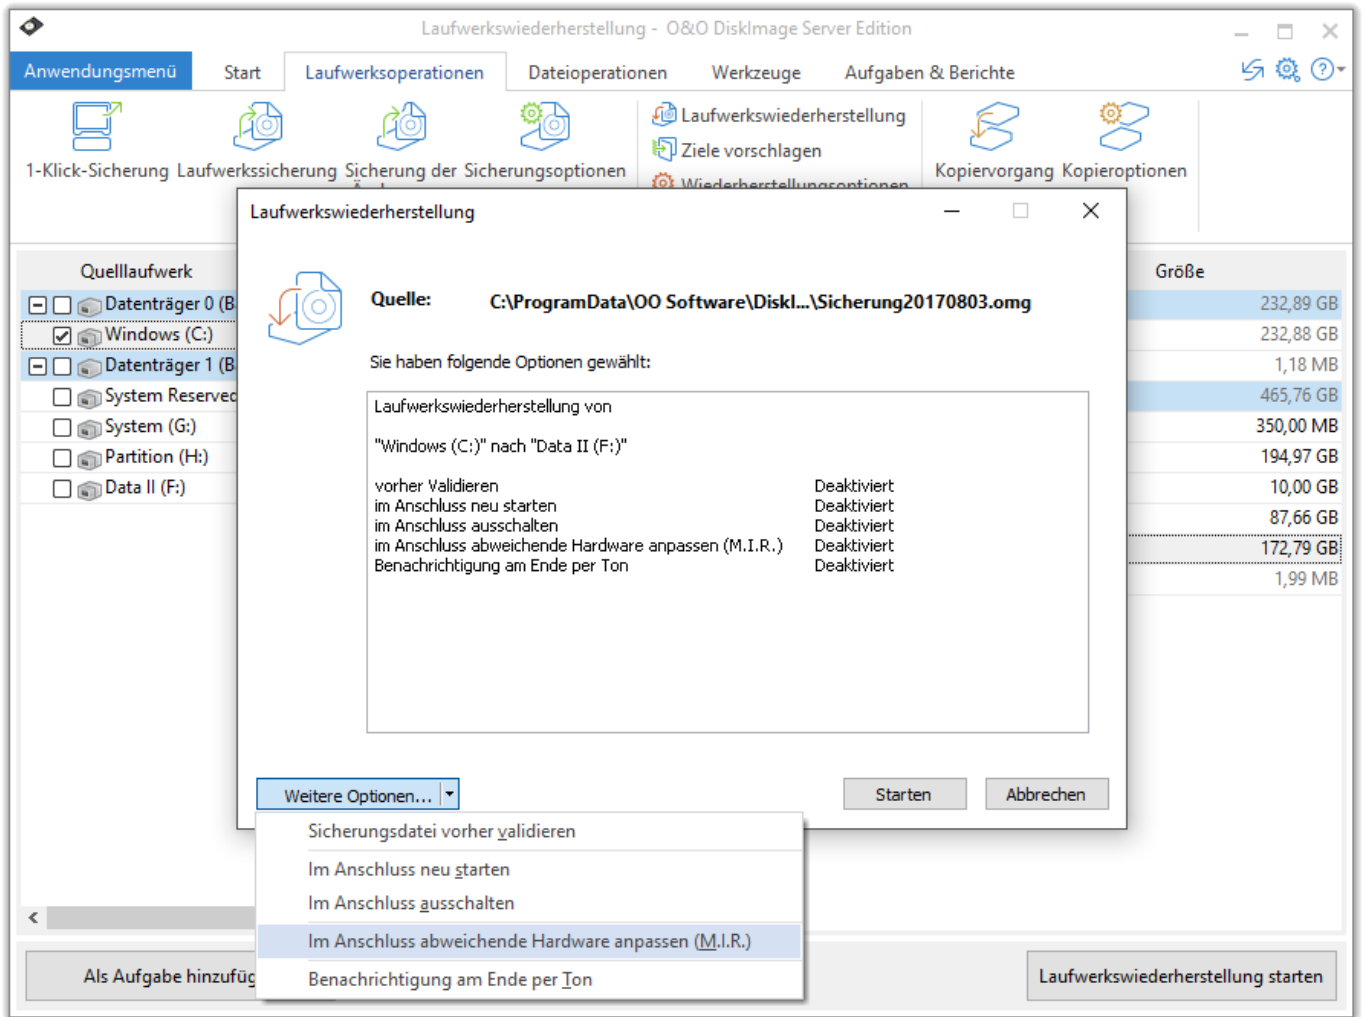 Laufwerkswiederherstellung - O&O DiskImage Server Edition
Anwendungsmenü Start Laufwerksoperationen Dateioperationen Werkzeuge Aufgaben & Berichte
Laufwerkswiederherstellung
Ziele vorschlagen
1-Klick-Sicherung Laufwerkssicherung Sicherung der Sicherungsoptionen Wiederherstellungsoptionen Kopiervorgang Kopieroptionen
Laufwerkswiederherstellung
Quelllaufwerk Größe
Quelle: C:\ProgramData\OO Software\DiskI...\Sicherung20170803.omg
Datenträger 0 (B 232,89 GB
Windows (C:) 232,88 GB
Datenträger 1 (B 1,18 MB
Sie haben folgende Optionen gewählt:
System Reserved 465,76 GB
Laufwerkswiederherstellung von
System (G:) 350,00 MB
"Windows (C:)" nach "Data II (F:)"
Partition (H:) 194,97 GB
Data II (F:) 10,00 GB
vorher Validieren Deaktiviert
im Anschluss neu starten Deaktiviert
87,66 GB
im Anschluss ausschalten Deaktiviert
im Anschluss abweichende Hardware anpassen (M.I.R.) Deaktiviert
172,79 GB
Benachrichtigung am Ende per Ton Deaktiviert
1,99 MB
Weitere Optionen... Starten Abbrechen
Sicherungsdatei vorher validieren
Im Anschluss neu starten
Im Anschluss ausschalten
Im Anschluss abweichende Hardware anpassen (M.I.R.)
Benachrichtigung am Ende per Ton
Als Aufgabe hinzufüg Laufwerkswiederherstellung starten